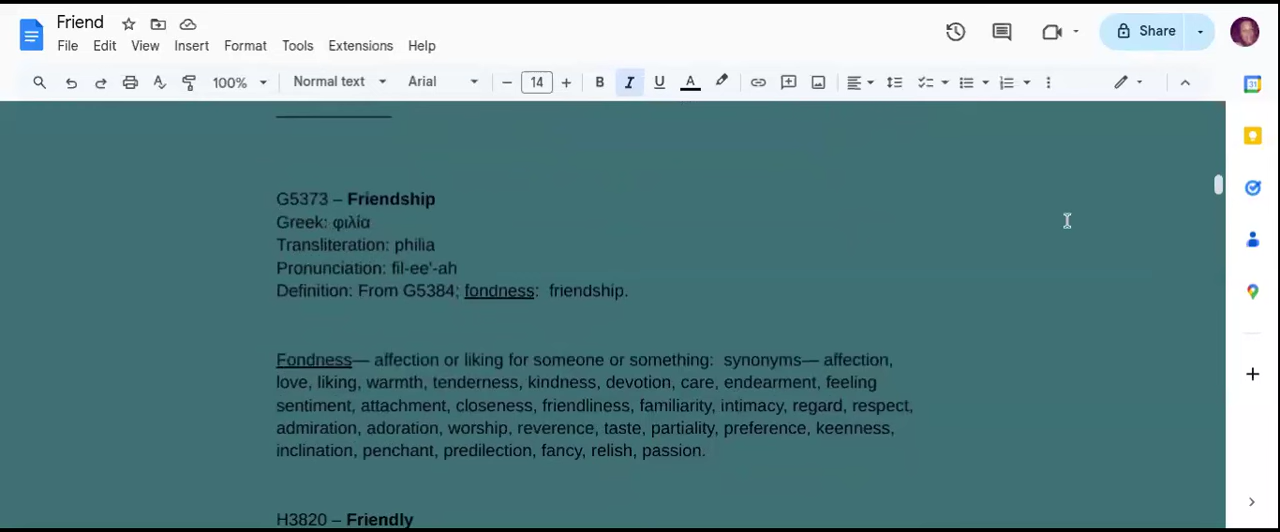 Friend
File Edit View Insert Format Tools Extensions Help
Share
100% Normal text Arial 14 B I U A
31
G5373 – Friendship
Greek: φιλία
Transliteration: philia
Pronunciation: fil-ee'-ah
Definition: From G5384; fondness:  friendship.
Fondness— affection or liking for someone or something:  synonyms— affection,
love, liking, warmth, tenderness, kindness, devotion, care, endearment, feeling
sentiment, attachment, closeness, friendliness, familiarity, intimacy, regard, respect,
admiration, adoration, worship, reverence, taste, partiality, preference, keenness,
inclination, penchant, predilection, fancy, relish, passion.
H3820 – Friendly